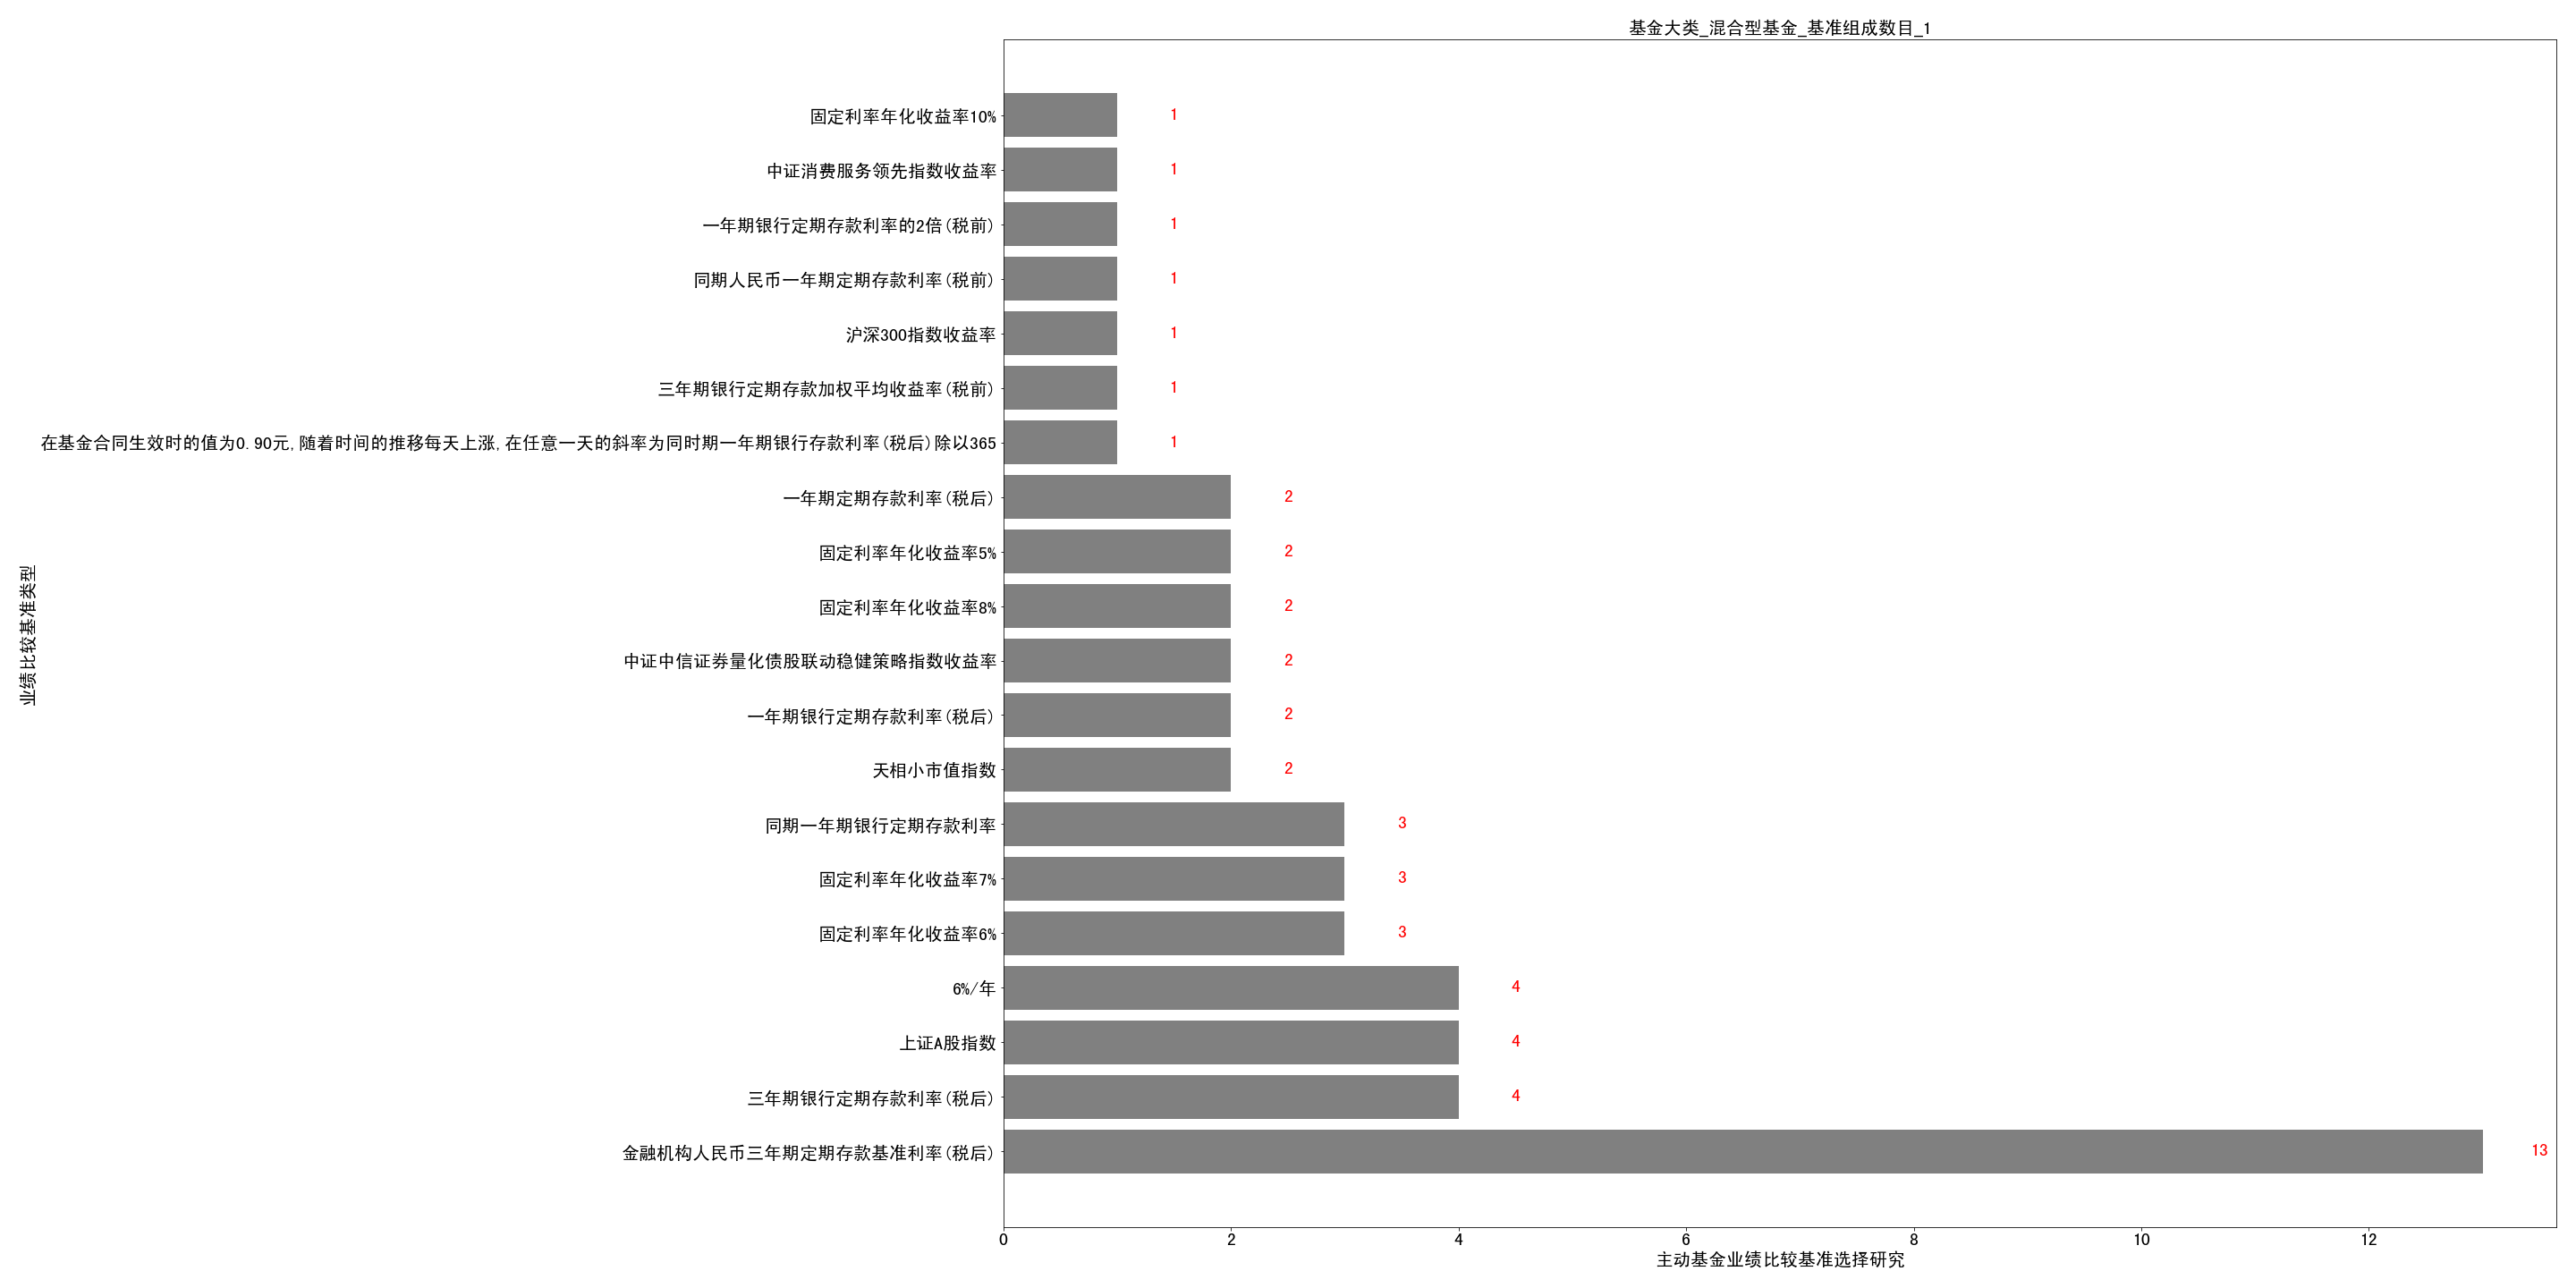 基金大类_混合型基金_基准组成数目_1
固定利率年化收益率10% 1
中证消费服务领先指数收益率 1
一年期银行定期存款利率的2倍(税前) 1
同期人民币一年期定期存款利率(税前) 1
沪深300指数收益率 1
三年期银行定期存款加权平均收益率(税前) 1
在基金合同生效时的值为0.90元,随着时间的推移每天上涨,在任意一天的斜率为同时期一年期银行存款利率(税后)除以365 1
一年期定期存款利率(税后) 2
固定利率年化收益率5% 2
固定利率年化收益率8% 2
中证中信证券量化债股联动稳健策略指数收益率 2
一年期银行定期存款利率(税后) 2
天相小市值指数 2
同期一年期银行定期存款利率 3
固定利率年化收益率7% 3
固定利率年化收益率6% 3
6%/年 4
上证A股指数 4
三年期银行定期存款利率(税后) 4
金融机构人民币三年期定期存款基准利率(税后) 13
业绩比较基准类型
0 2 4 6 8 10 12
主动基金业绩比较基准选择研究